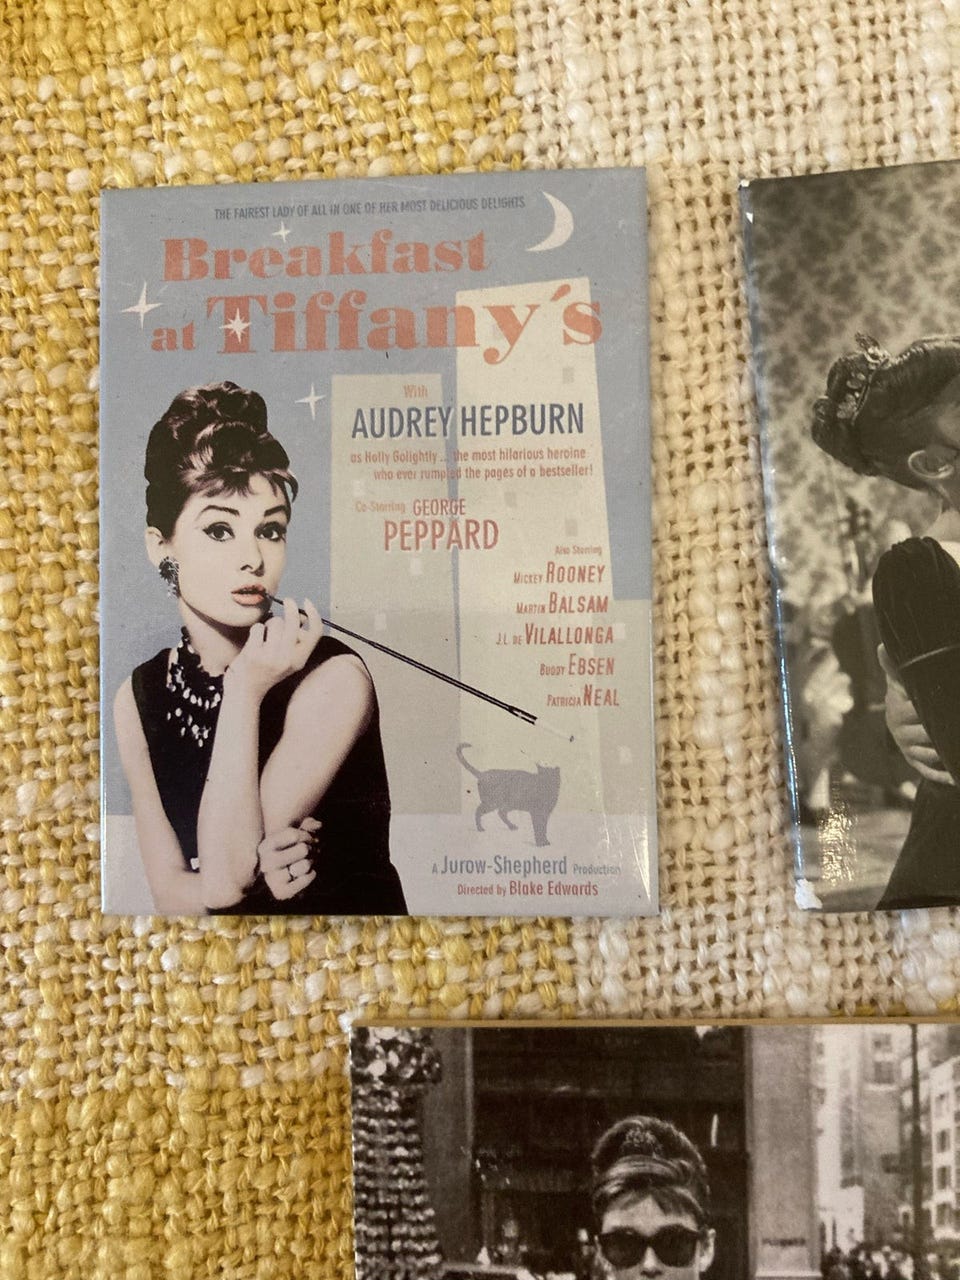 THE FAIREST LADY OF ALL IN ONE OF HER MOST DELICIOUS DELIGHTS
Breakfast
at Tiffany's
With
AUDREY HEPBURN
as Holly Golightly... the most hilarious heroine
who ever rumpled the pages of a bestseller!
Co-Starring GEORGE
PEPPARD
Also Starring
MICKEY ROONEY
MARTIN BALSAM
J.L. DE VILALLONGA
BUDDY EBSEN
PATRICIA NEAL
A Jurow-Shepherd Production
Directed by Blake Edwards